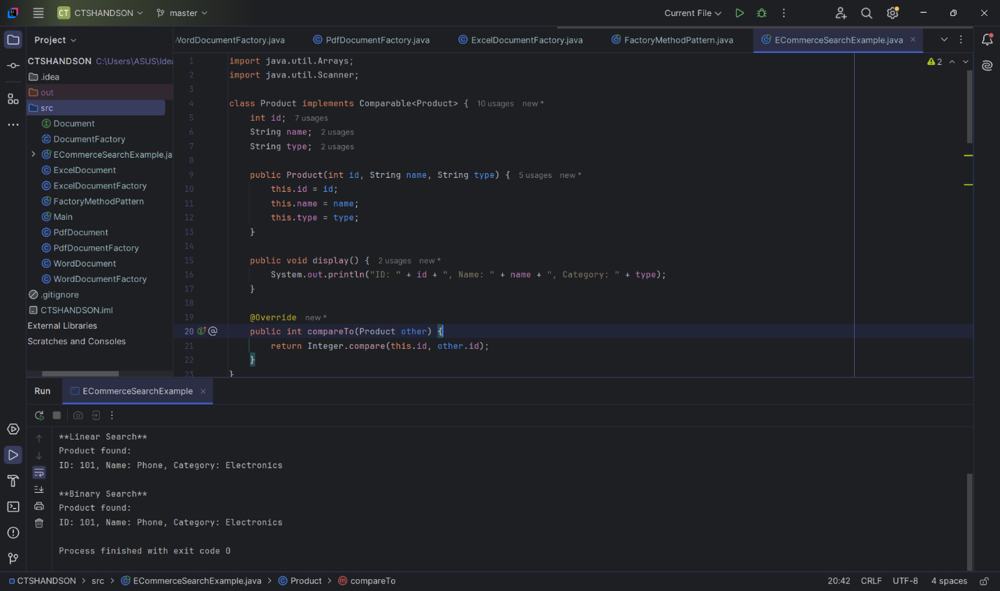 CT CTSHANDSON master Current File
Project
WordDocumentFactory.java PdfDocumentFactory.java ExcelDocumentFactory.java FactoryMethodPattern.java ECommerceSearchExample.java
CTSHANDSON C:\Users\ASUS\Idea
.idea
out
src
Document
DocumentFactory
ECommerceSearchExample.ja
ExcelDocument
ExcelDocumentFactory
FactoryMethodPattern
Main
PdfDocument
PdfDocumentFactory
WordDocument
WordDocumentFactory
.gitignore
CTSHANDSON.iml
External Libraries
Scratches and Consoles
2
1 import java.util.Arrays;
2 import java.util.Scanner;
3
4 class Product implements Comparable<Product> { 10 usages new *
5 int id; 7 usages
6 String name; 2 usages
7 String type; 2 usages
8
9 public Product(int id, String name, String type) { 5 usages new *
10 this.id = id;
11 this.name = name;
12 this.type = type;
13 }
14
15 public void display() { 2 usages new *
16 System.out.println("ID: " + id + ", Name: " + name + ", Category: " + type);
17 }
18
19 @Override new *
20 public int compareTo(Product other) {
21 return Integer.compare(this.id, other.id);
22 }
23 }
Run ECommerceSearchExample
**Linear Search**
Product found:
ID: 101, Name: Phone, Category: Electronics
**Binary Search**
Product found:
ID: 101, Name: Phone, Category: Electronics
Process finished with exit code 0
CTSHANDSON > src > ECommerceSearchExample.java > Product > compareTo 20:42 CRLF UTF-8 4 spaces